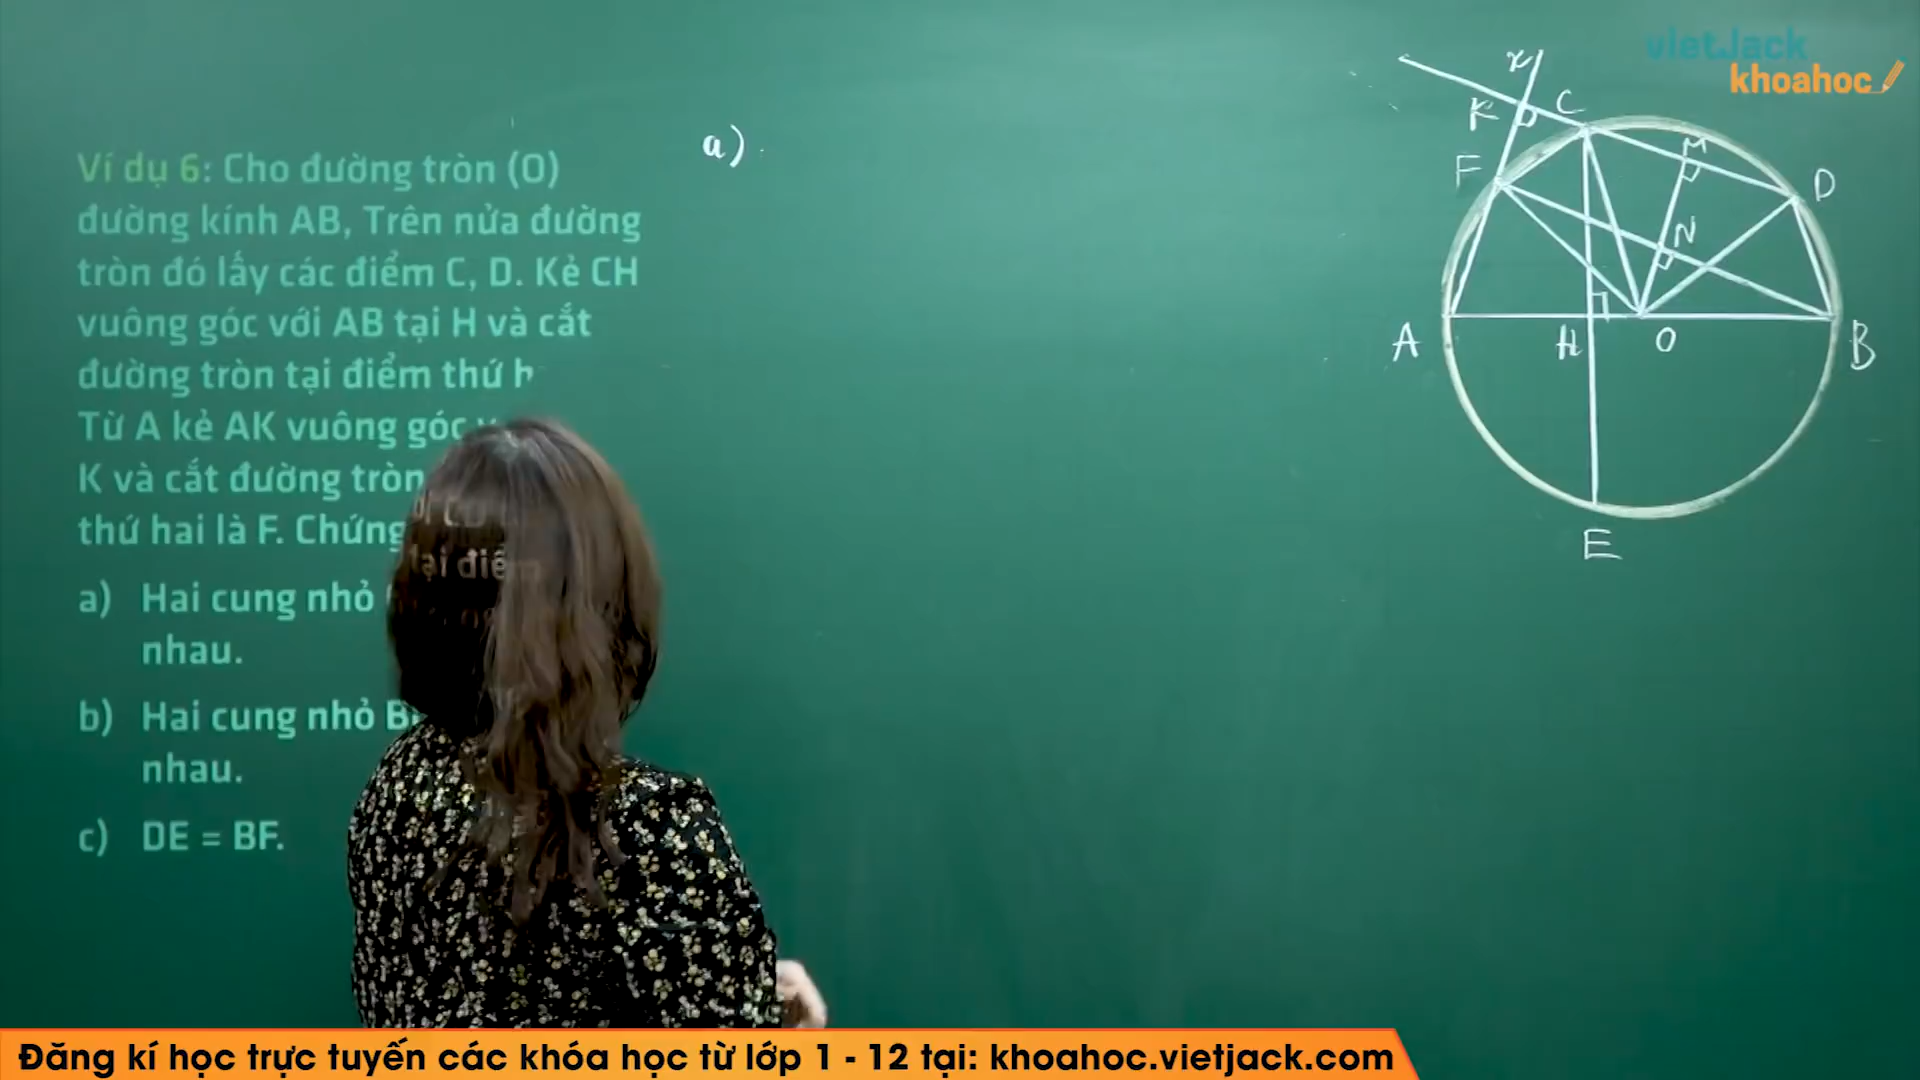 vietJack
khoahoc
Ví dụ 6: Cho đường tròn (O)
đường kính AB, Trên nửa đường
tròn đó lấy các điểm C, D. Kẻ CH
vuông góc với AB tại H và cắt
đường tròn tại điểm thứ
Từ A kẻ AK vuông góc
K và cắt đường tròn
thứ hai là F. Chứng
tại
a) Hai cung nhỏ
nhau.
b) Hai cung nhỏ
nhau.
c) DE = BF.
a)
x
K
C
M
F
D
N
A
H
O
B
E
Đăng kí học trực tuyến các khóa học từ lớp 1 - 12 tại: khoahoc.vietjack.com